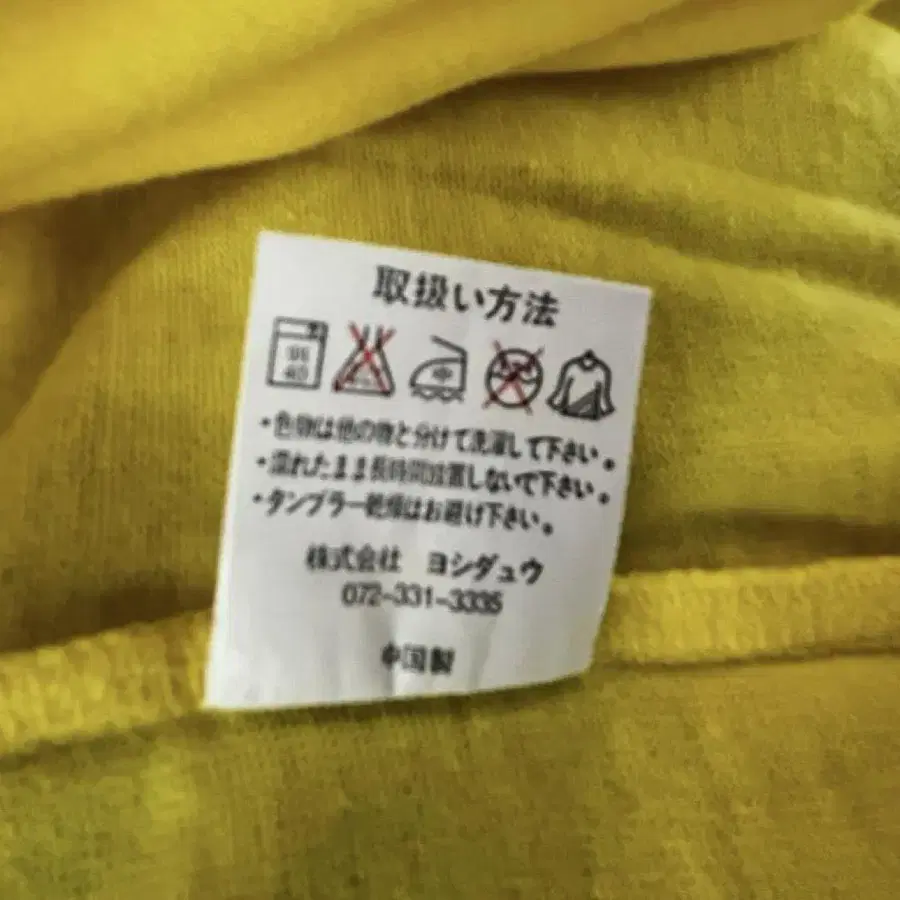 取扱い方法
40
中
・色物は他の物と分けて洗濯して下さい。
・濡れたまま長時間放置しないで下さい。
・タンブラー乾燥はお避け下さい。
株式会社 ヨシダュウ
072-331-3335
中国製